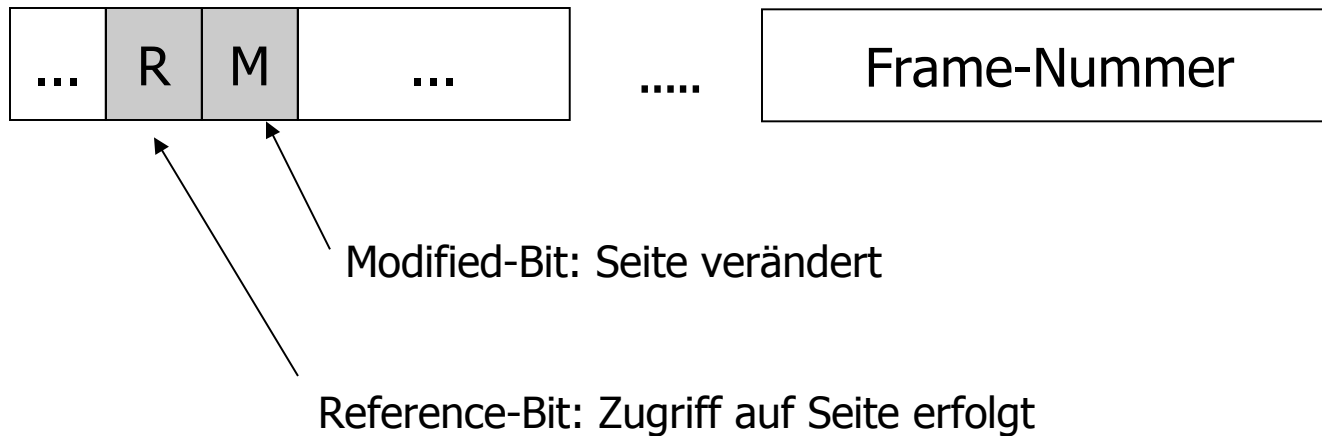 ... R M ... ..... Frame-Nummer
Modified-Bit: Seite verändert
Reference-Bit: Zugriff auf Seite erfolgt